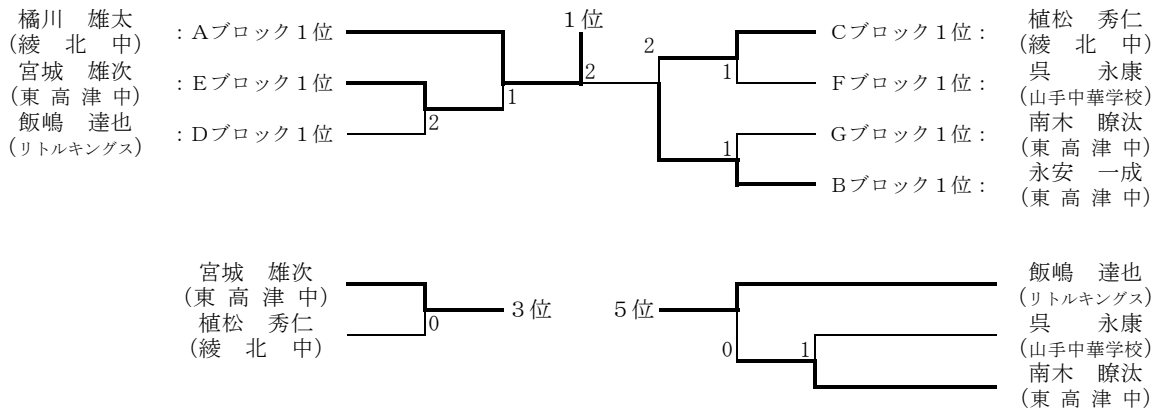 橘川　雄太
(綾　北　中)
：Aブロック１位
宮城　雄次
(東 高 津 中)
：Eブロック１位
飯嶋　達也
(リトルキングス)
：Dブロック１位
2
1
１位
2
2
1
1
Cブロック１位：
植松　秀仁
(綾　北　中)
Fブロック１位：
呉　　永康
(山手中華学校)
Gブロック１位：
南木　瞭汰
(東 高 津 中)
Bブロック１位：
永安　一成
(東 高 津 中)
宮城　雄次
(東 高 津 中)
植松　秀仁
(綾　北　中)
0
３位
５位
0
1
飯嶋　達也
(リトルキングス)
呉　　永康
(山手中華学校)
南木　瞭汰
(東 高 津 中)